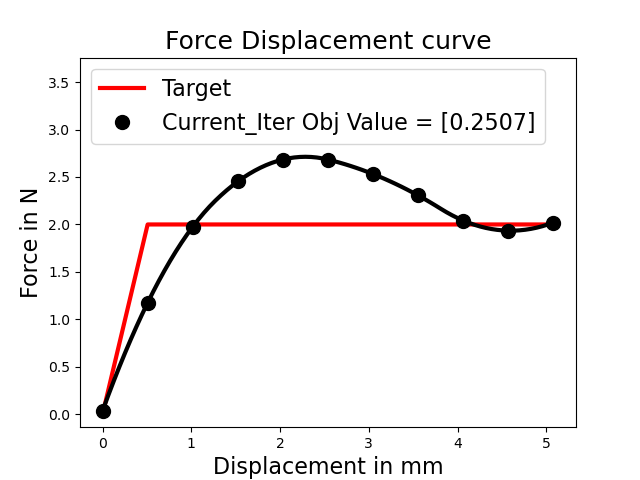 Force Displacement curve
Target
Current_Iter Obj Value = [0.2507]
3.5
3.0
2.5
2.0
1.5
1.0
0.5
0.0
Force in N
0 1 2 3 4 5
Displacement in mm